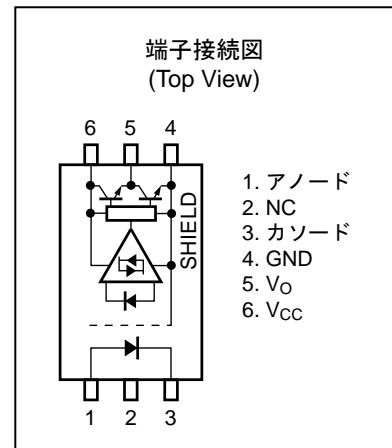 端子接続図
(Top View)
6 5 4
SHIELD
1 2 3
1. アノード
2. NC
3. カソード
4. GND
5. VO
6. VCC